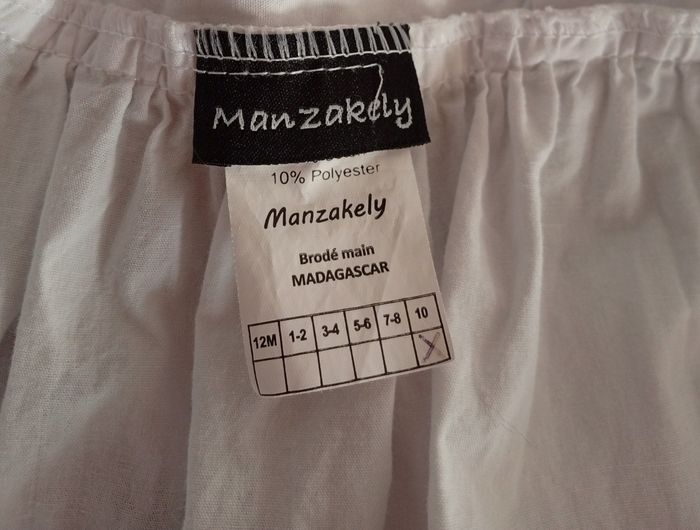 Manzakely
10% Polyester
Manzakely
Brodé main
MADAGASCAR
12M 1-2 3-4 5-6 7-8 10
X